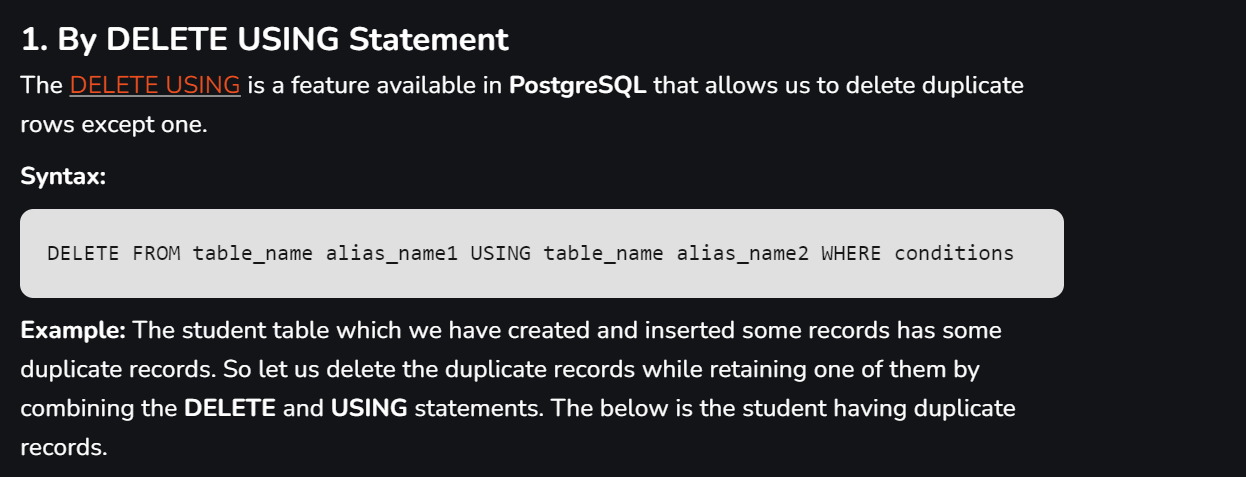 1. By DELETE USING Statement
The DELETE USING is a feature available in PostgreSQL that allows us to delete duplicate
rows except one.
Syntax:
DELETE FROM table_name alias_name1 USING table_name alias_name2 WHERE conditions
Example: The student table which we have created and inserted some records has some
duplicate records. So let us delete the duplicate records while retaining one of them by
combining the DELETE and USING statements. The below is the student having duplicate
records.